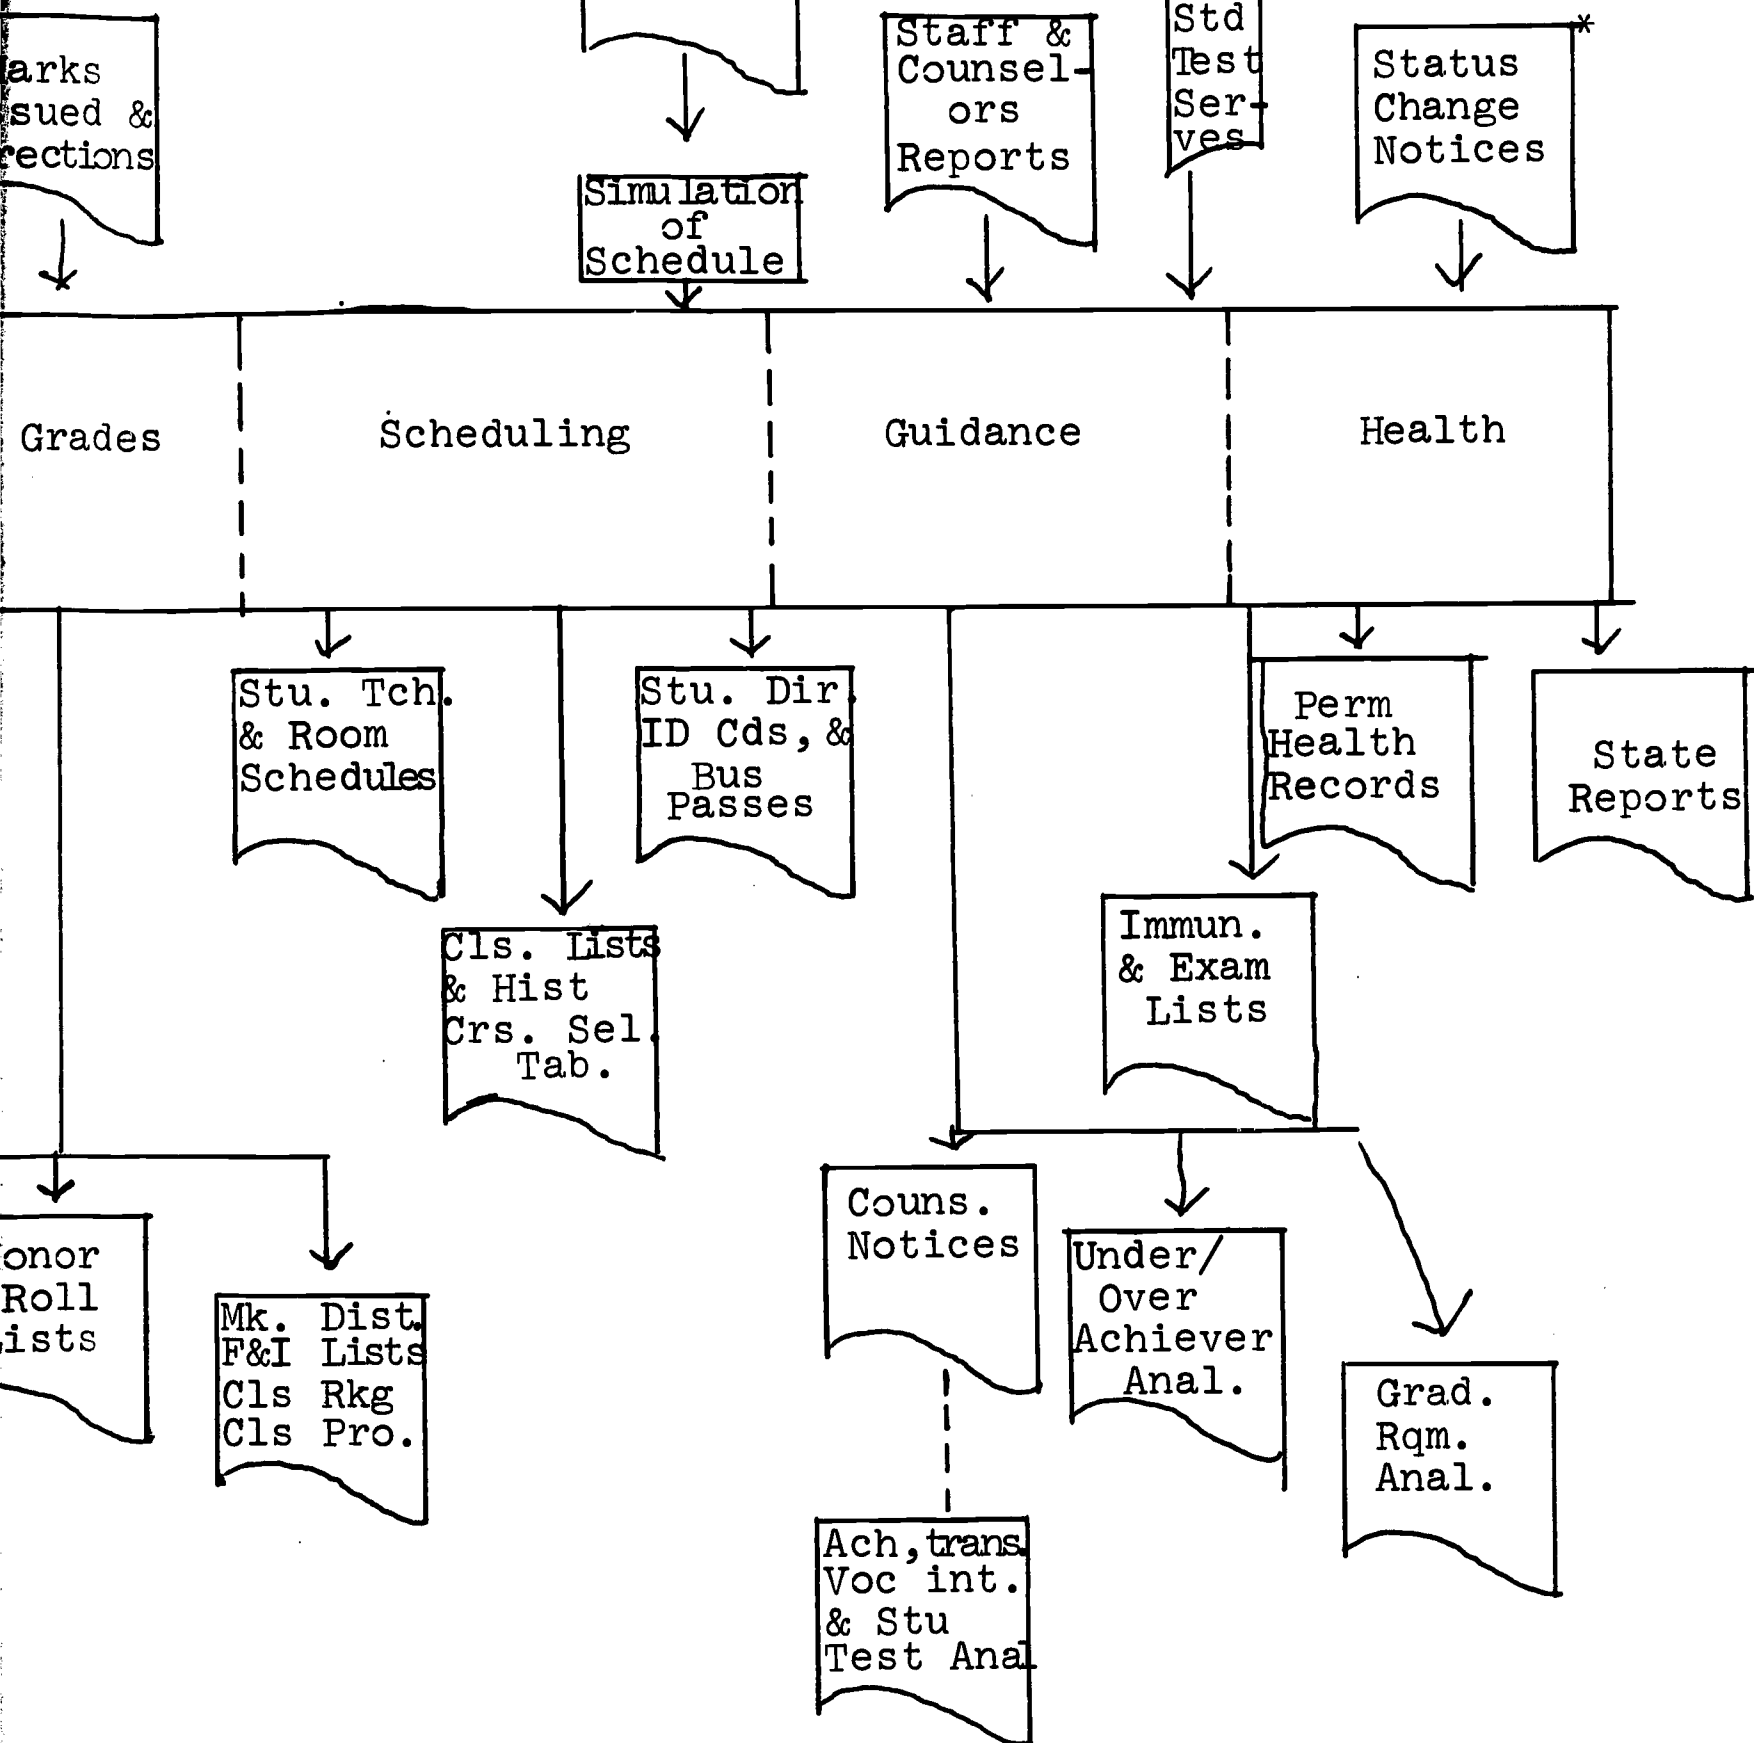 arks
sued &
rections
Simulation
of
Schedule
Staff &
Counsel-
ors
Reports
Std
Test
Ser-
ves
*
Status
Change
Notices
Grades
Scheduling
Guidance
Health
Stu. Tch.
& Room
Schedules
Cls. Lists
& Hist
Crs. Sel.
Tab.
Stu. Dir.
ID Cds, &
Bus
Passes
Perm
Health
Records
State
Reports
Immun.
& Exam
Lists
onor
Roll
ists
Mk. Dist.
F&I Lists
Cls Rkg
Cls Pro.
Couns.
Notices
Under/
Over
Achiever
Anal.
Grad.
Rqm.
Anal.
Ach,trans.
Voc int.
& Stu
Test Anal